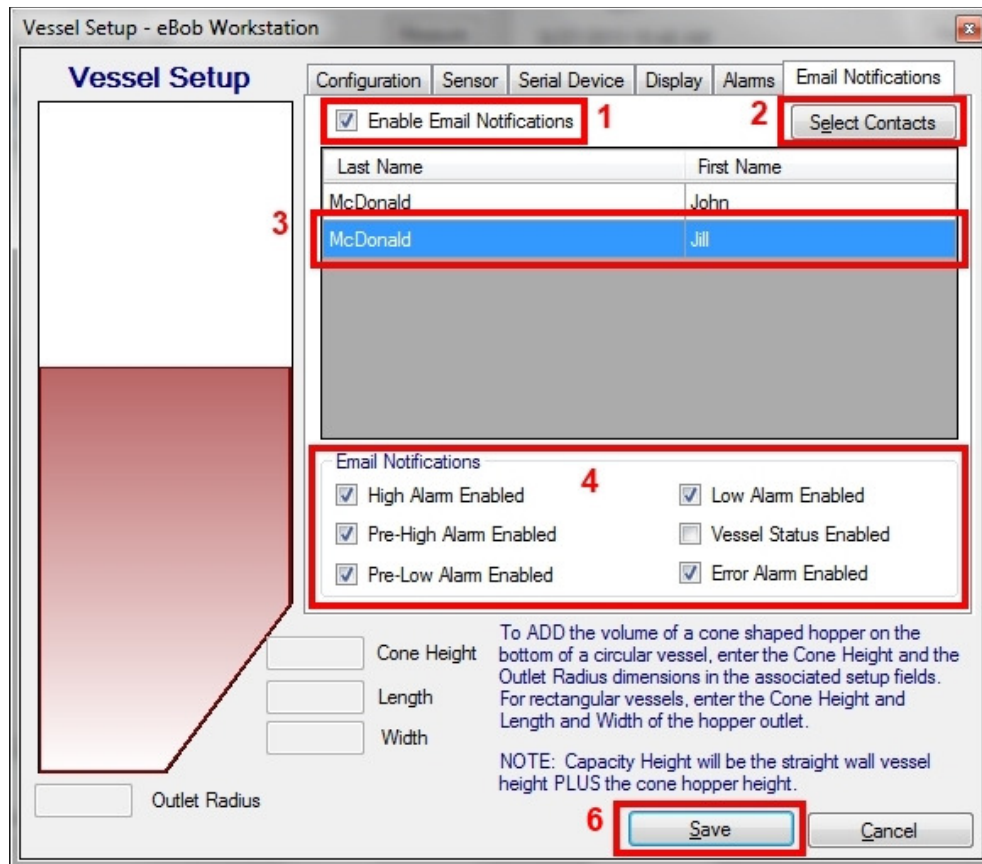 Vessel Setup - eBob Workstation
Vessel Setup
Configuration Sensor Serial Device Display Alarms Email Notifications
Enable Email Notifications 1 2 Select Contacts
Last Name First Name
McDonald John
3 McDonald Jill
Email Notifications
4
High Alarm Enabled Low Alarm Enabled
Pre-High Alarm Enabled Vessel Status Enabled
Pre-Low Alarm Enabled Error Alarm Enabled
Cone Height
Length
Width
Outlet Radius
To ADD the volume of a cone shaped hopper on the
bottom of a circular vessel, enter the Cone Height and the
Outlet Radius dimensions in the associated setup fields.
For rectangular vessels, enter the Cone Height and
Length and Width of the hopper outlet.
NOTE: Capacity Height will be the straight wall vessel
height PLUS the cone hopper height.
6 Save Cancel